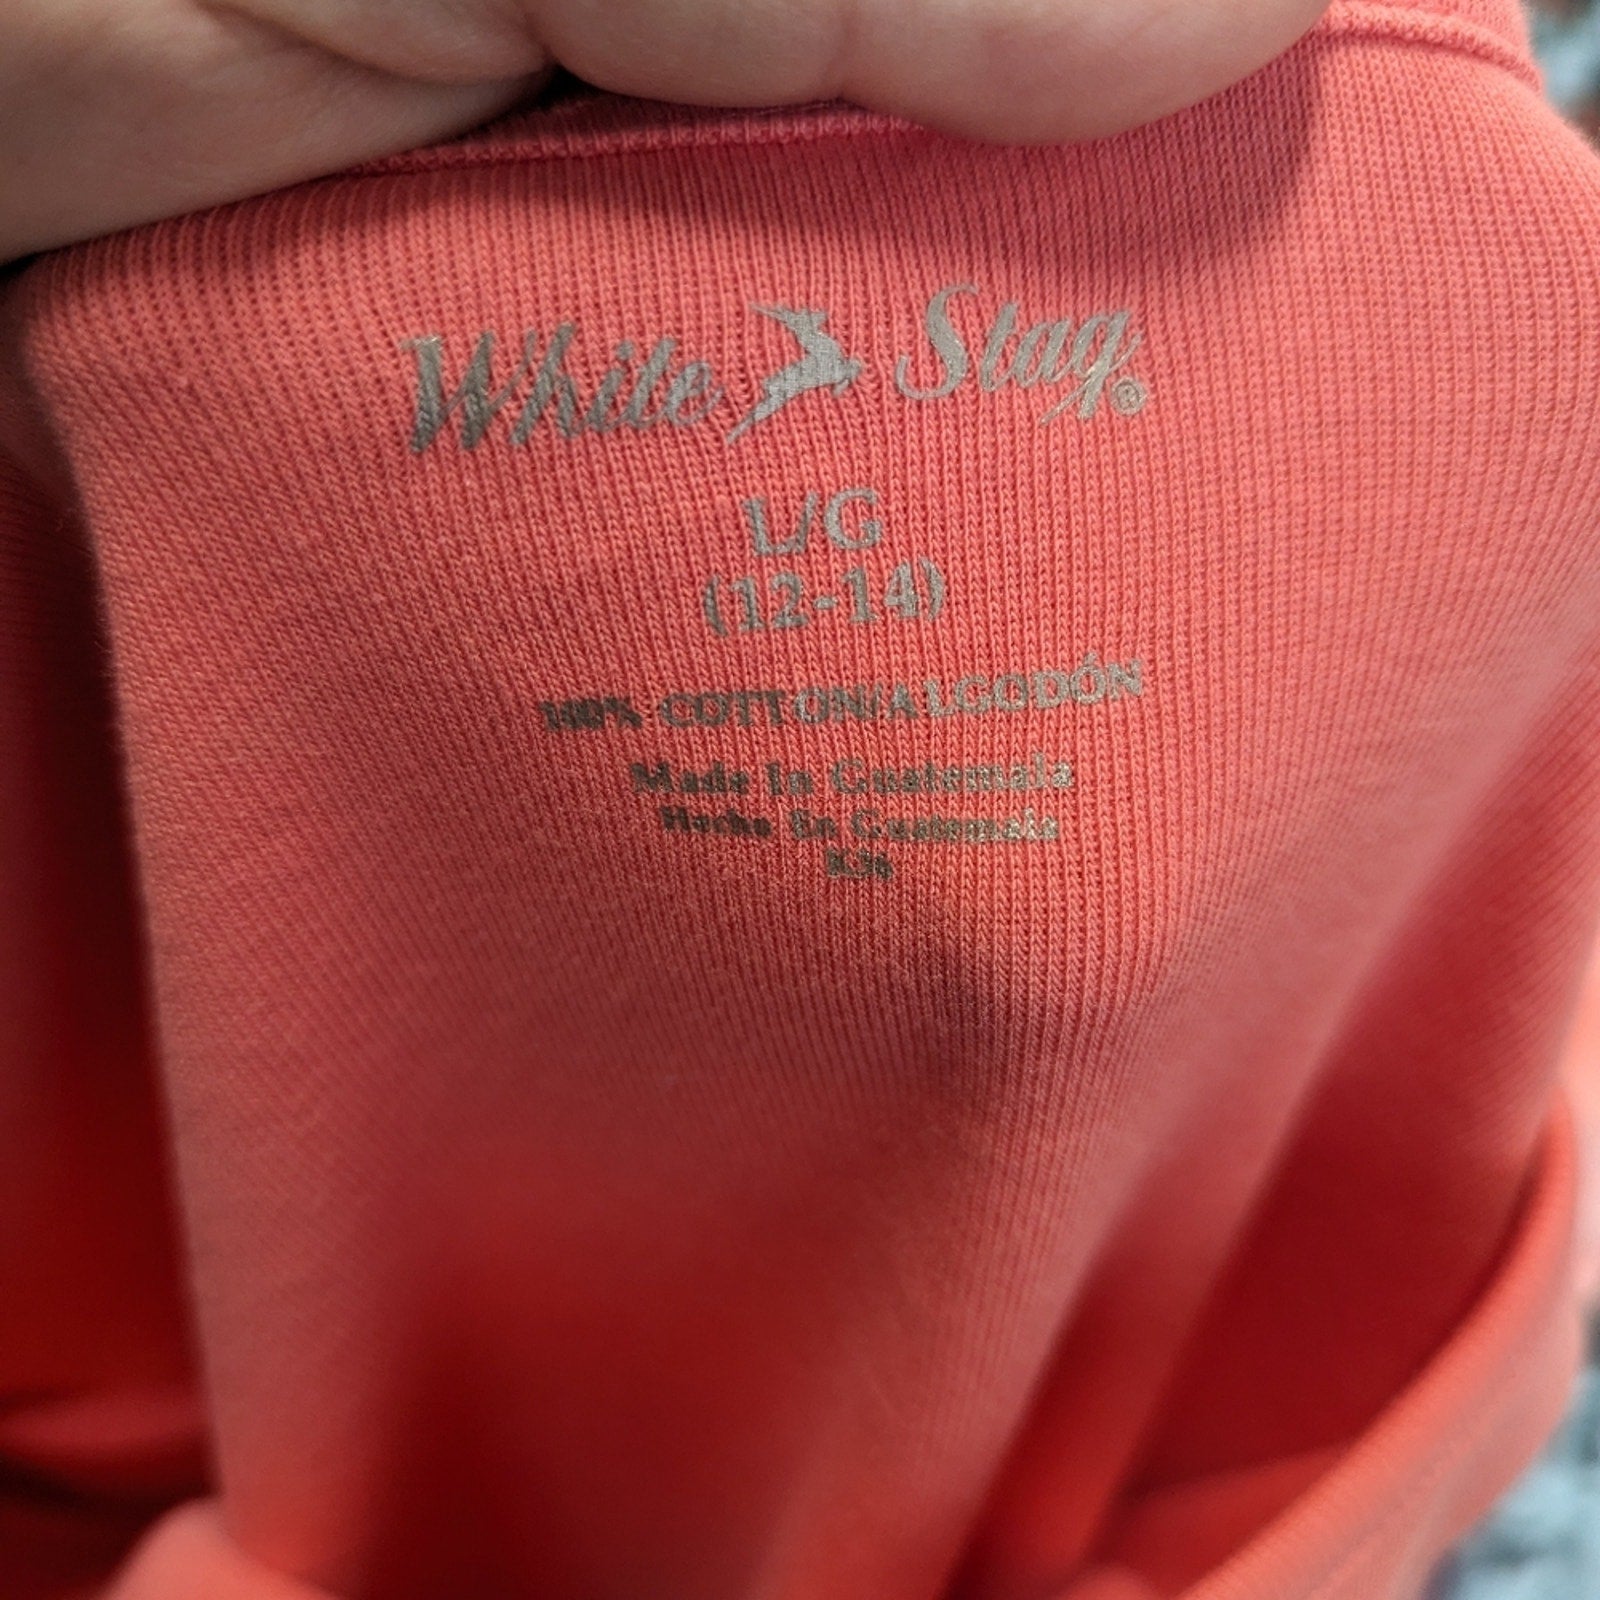 White Stag®
L/G
(12-14)
100% COTTON/ALGODÓN
Made In Guatemala
Hecho En Guatemala